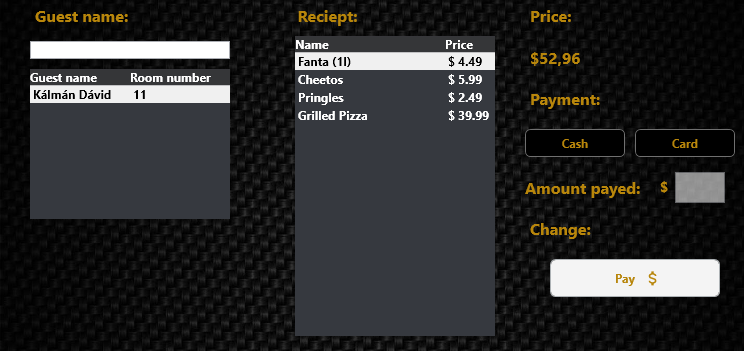 Guest name:
Guest name Room number
Kálmán Dávid 11
Reciept:
Name Price
Fanta (1l) $ 4.49
Cheetos $ 5.99
Pringles $ 2.49
Grilled Pizza $ 39.99
Price:
$52,96
Payment:
Cash Card
Amount payed: $
Change:
Pay $